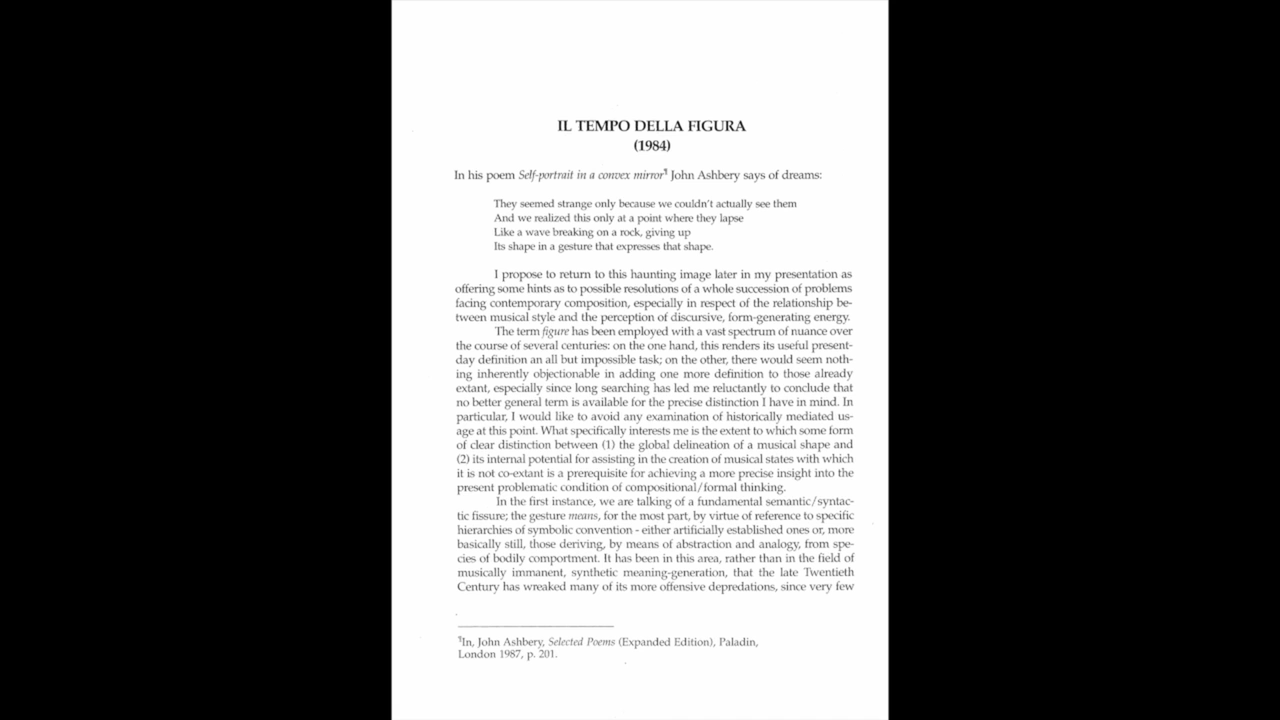 IL TEMPO DELLA FIGURA
(1984)
In his poem Self-portrait in a convex mirror¶ John Ashbery says of dreams:
They seemed strange only because we couldn't actually see them
And we realized this only at a point where they lapse
Like a wave breaking on a rock, giving up
Its shape in a gesture that expresses that shape.
I propose to return to this haunting image later in my presentation as
offering some hints as to possible resolutions of a whole succession of problems
facing contemporary composition, especially in respect of the relationship be-
tween musical style and the perception of discursive, form-generating energy.
The term figure has been employed with a vast spectrum of nuance over
the course of several centuries: on the one hand, this renders its useful present-
day definition an all but impossible task; on the other, there would seem noth-
ing inherently objectionable in adding one more definition to those already
extant, especially since long searching has led me reluctantly to conclude that
no better general term is available for the precise distinction I have in mind. In
particular, I would like to avoid any examination of historically mediated us-
age at this point. What specifically interests me is the extent to which some form
of clear distinction between (1) the global delineation of a musical shape and
(2) its internal potential for assisting in the creation of musical states with which
it is not co-extant is a prerequisite for achieving a more precise insight into the
present problematic condition of compositional/formal thinking.
In the first instance, we are talking of a fundamental semantic/syntac-
tic fissure; the gesture means, for the most part, by virtue of reference to specific
hierarchies of symbolic convention - either artificially established ones or, more
basically still, those deriving, by means of abstraction and analogy, from spe-
cies of bodily comportment. It has been in this area, rather than in the field of
musically immanent, synthetic meaning-generation, that the late Twentieth
Century has wreaked many of its more offensive depredations, since very few
¶In, John Ashbery, Selected Poems (Expanded Edition), Paladin,
London 1987, p. 201.